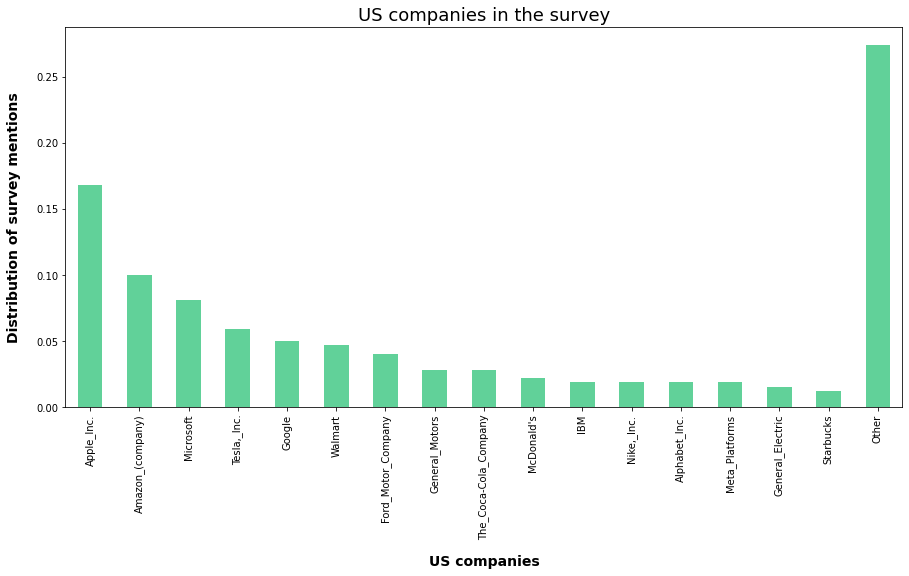 US companies in the survey
Distribution of survey mentions
0.25
0.20
0.15
0.10
0.05
0.00
Apple_Inc.
Amazon_(company)
Microsoft
Tesla,_Inc.
Google
Walmart
Ford_Motor_Company
General_Motors
The_Coca-Cola_Company
McDonald's
IBM
Nike,_Inc.
Alphabet_Inc.
Meta_Platforms
General_Electric
Starbucks
Other
US companies